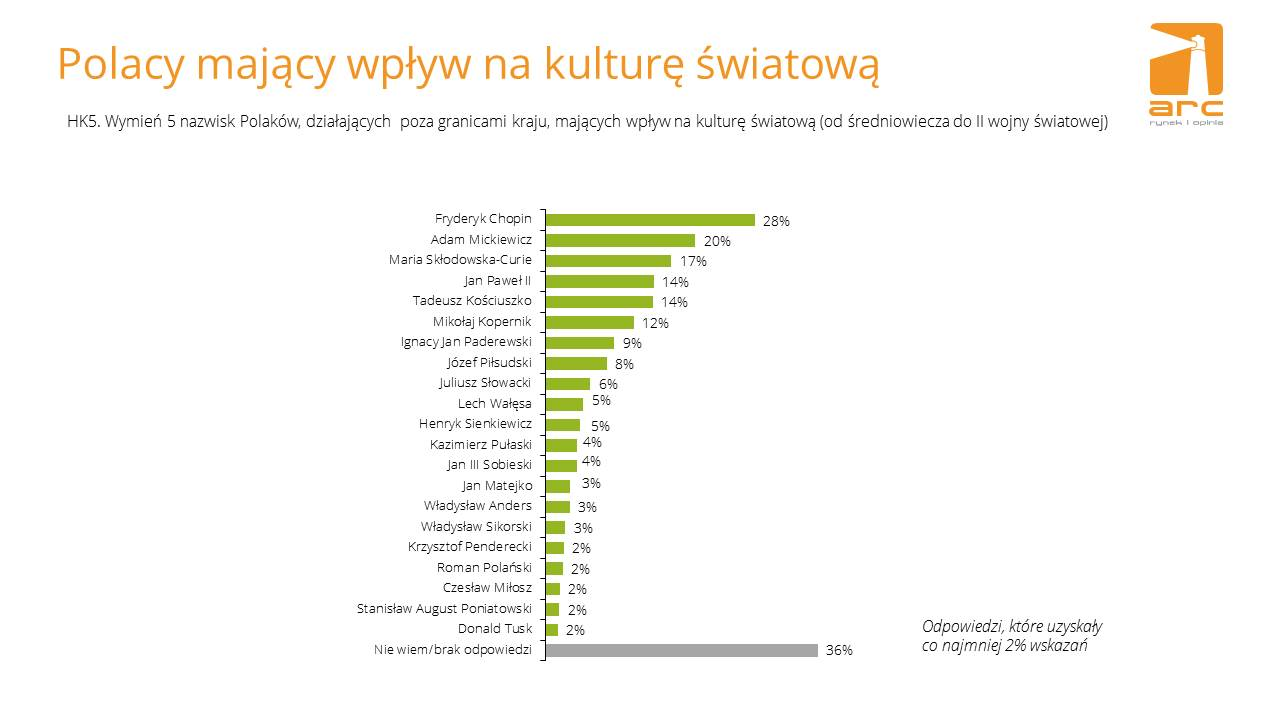 Polacy mający wpływ na kulturę światową
arc
rynek i opinia
HK5. Wymień 5 nazwisk Polaków, działających poza granicami kraju, mających wpływ na kulturę światową (od średniowiecza do II wojny światowej)
Fryderyk Chopin 28%
Adam Mickiewicz 20%
Maria Skłodowska-Curie 17%
Jan Paweł II 14%
Tadeusz Kościuszko 14%
Mikołaj Kopernik 12%
Ignacy Jan Paderewski 9%
Józef Piłsudski 8%
Juliusz Słowacki 6%
Lech Wałęsa 5%
Henryk Sienkiewicz 5%
Kazimierz Pułaski 4%
Jan III Sobieski 4%
Jan Matejko 3%
Władysław Anders 3%
Władysław Sikorski 3%
Krzysztof Penderecki 2%
Roman Polański 2%
Czesław Miłosz 2%
Stanisław August Poniatowski 2%
Donald Tusk 2%
Nie wiem/brak odpowiedzi 36%
Odpowiedzi, które uzyskały
co najmniej 2% wskazań